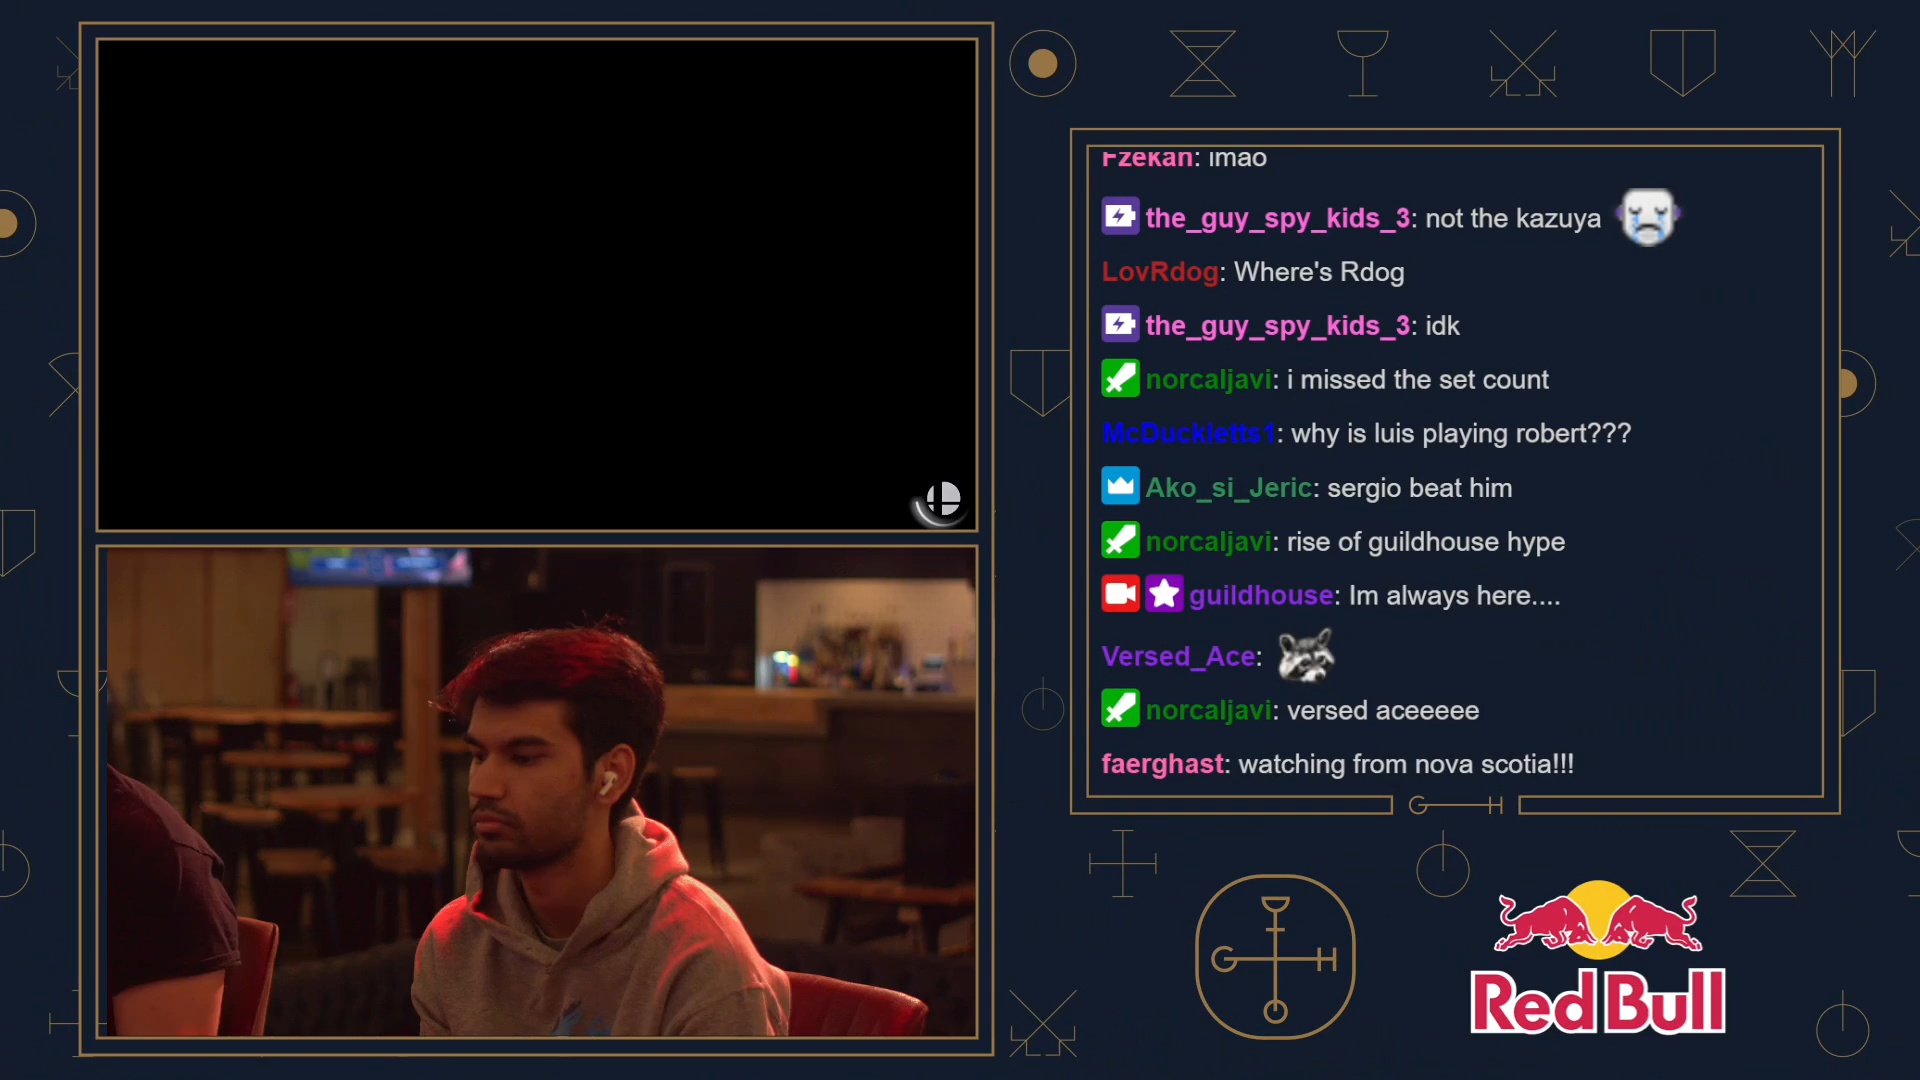 Fzekan: lmao
the_guy_spy_kids_3: not the kazuya
LovRdog: Where's Rdog
the_guy_spy_kids_3: idk
norcaljavi: i missed the set count
McDuckletts1: why is luis playing robert???
Ako_si_Jeric: sergio beat him
norcaljavi: rise of guildhouse hype
guildhouse: Im always here....
Versed_Ace:
norcaljavi: versed aceeeee
faerghast: watching from nova scotia!!!
G H
G H
Red Bull